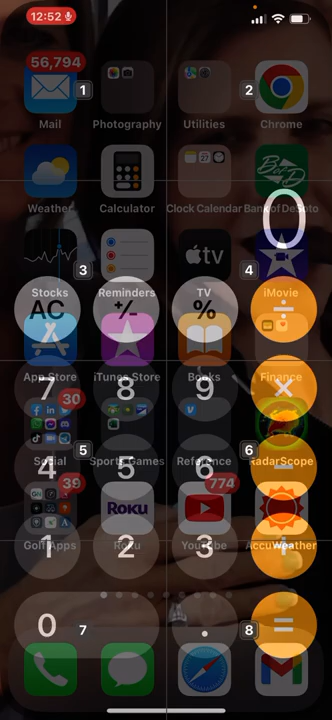 12:52
56,794
1
2
Mail Photography Utilities Chrome
BofD
Weather Calculator Clock Calendar Bank of DeSoto
0
tv
3
4
Stocks Reminders TV iMovie
AC +/- % ÷
App Store iTunes Store Books Finance
7 8 9 ×
30
4 5 6 −
5
6
Social Sports Games Reference RadarScope
39
774
Roku
1 2 3 +
Golf Apps Roku YouTube AccuWeather
0 . =
7
8